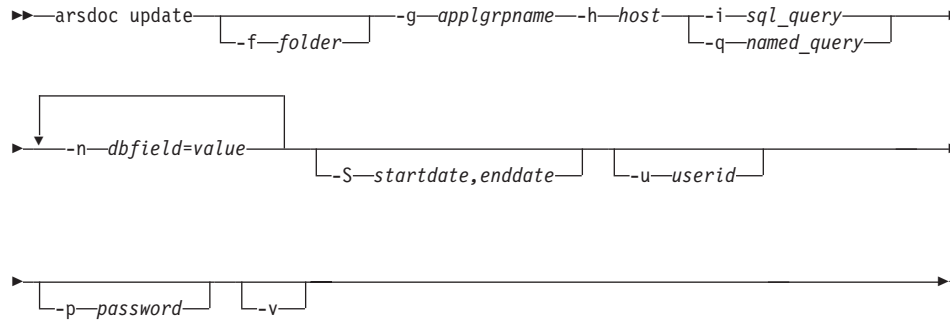 arsdoc update -g applgrpname -h host -i sql_query
-f folder -q named_query
-n dbfield=value
-S startdate,enddate -u userid
-p password -v